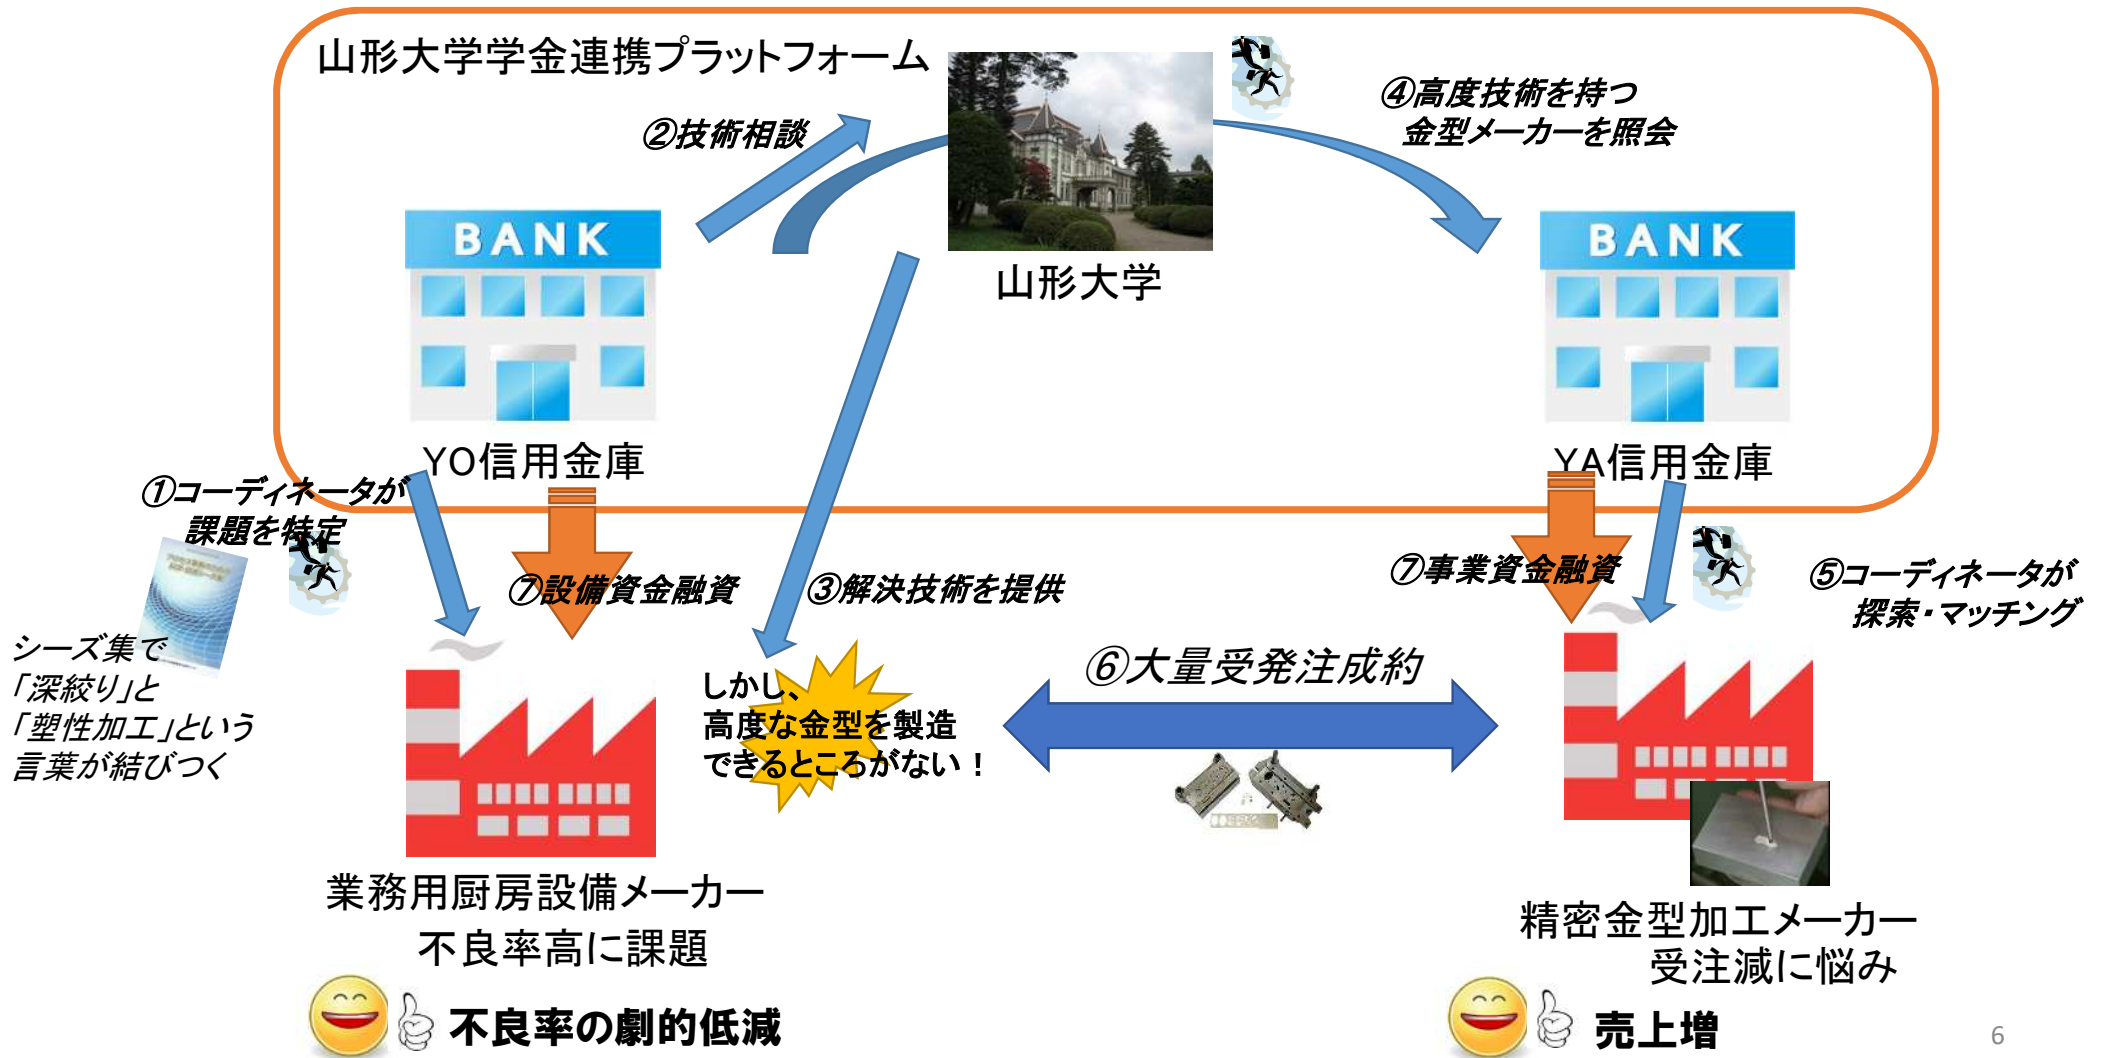 山形大学学金連携プラットフォーム
②技術相談
④高度技術を持つ
金型メーカーを照会
BANK
BANK
山形大学
YO信用金庫
YA信用金庫
①コーディネータが
課題を特定
⑦設備資金融資
③解決技術を提供
⑦事業資金融資
⑤コーディネータが
探索・マッチング
シーズ集で
「深絞り」と
「塑性加工」という
言葉が結びつく
しかし、
高度な金型を製造
できるところがない！
⑥大量受発注成約
業務用厨房設備メーカー
不良率高に課題
精密金型加工メーカー
受注減に悩み
不良率の劇的低減
売上増
6